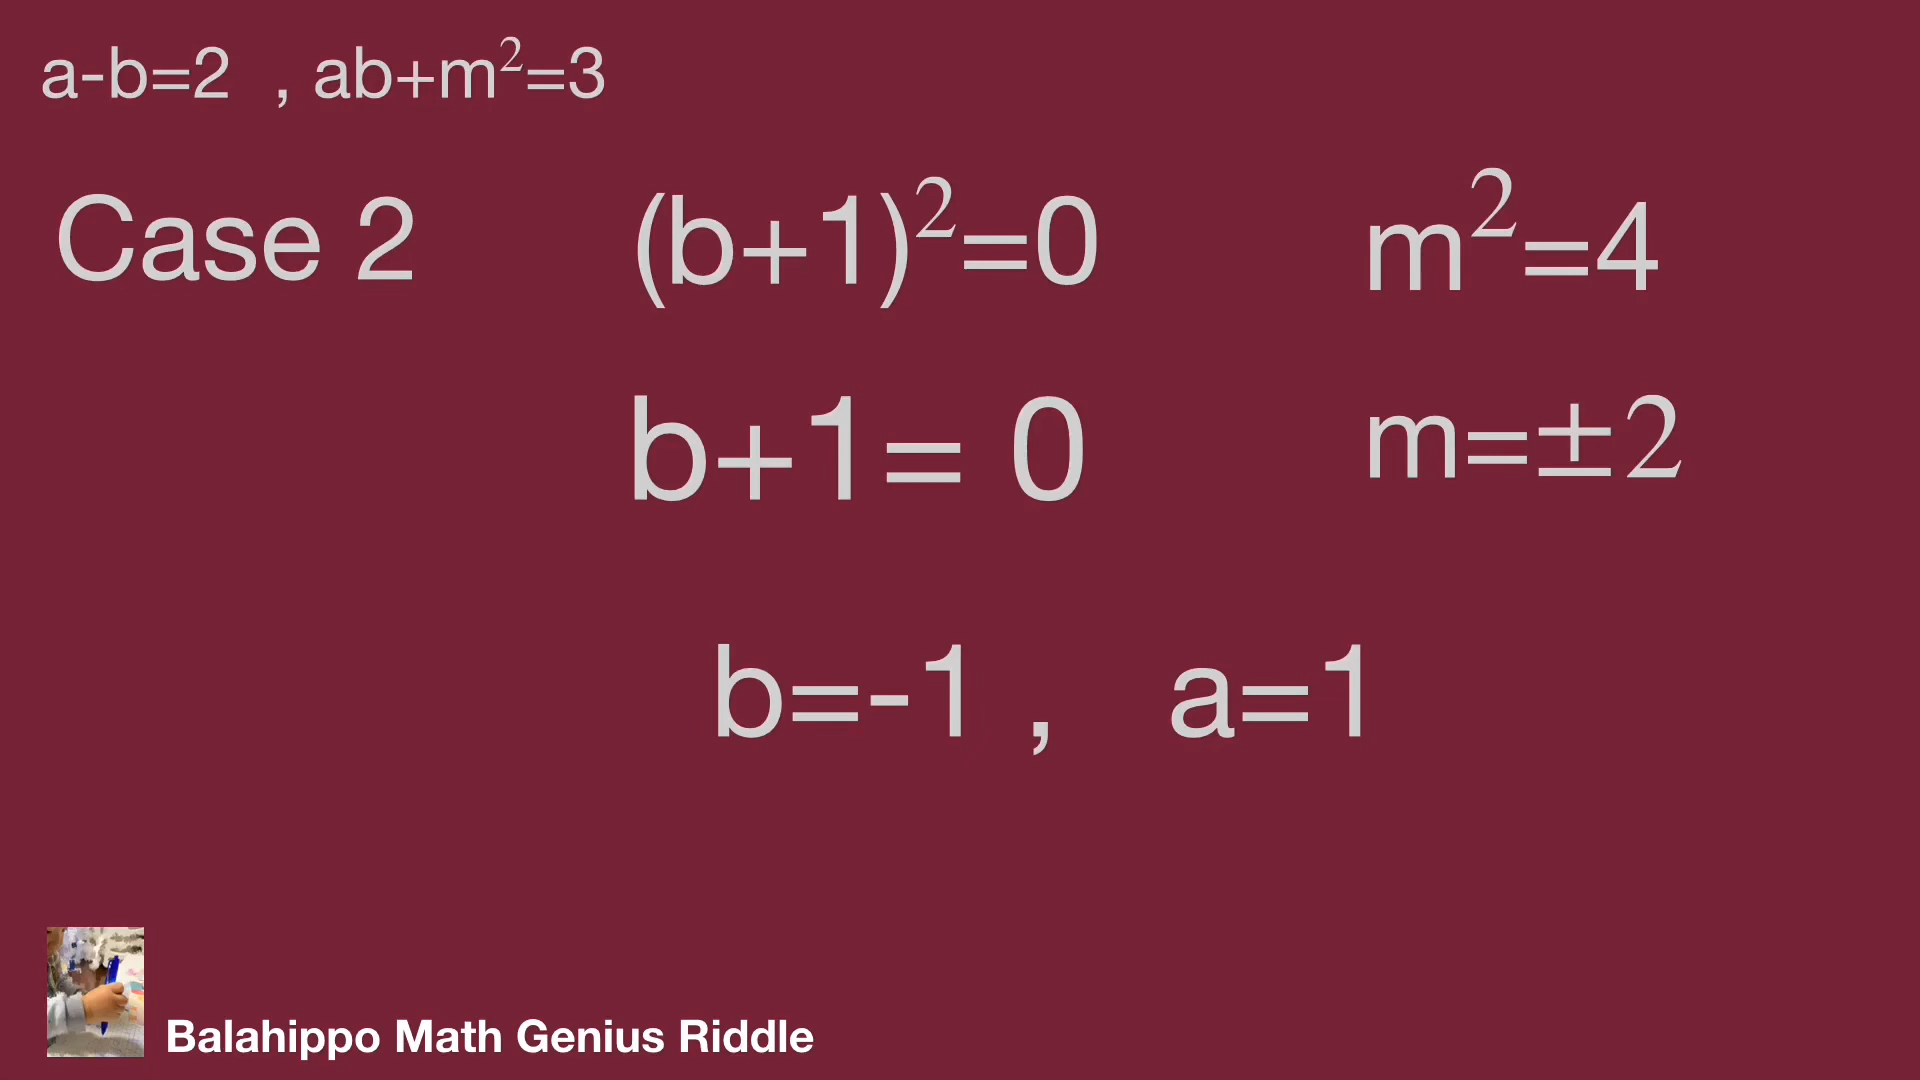 a-b=2 , ab+m²=3
Case 2 (b+1)²=0 m²=4
b+1= 0 m=±2
b=-1 , a=1
Balahippo Math Genius Riddle